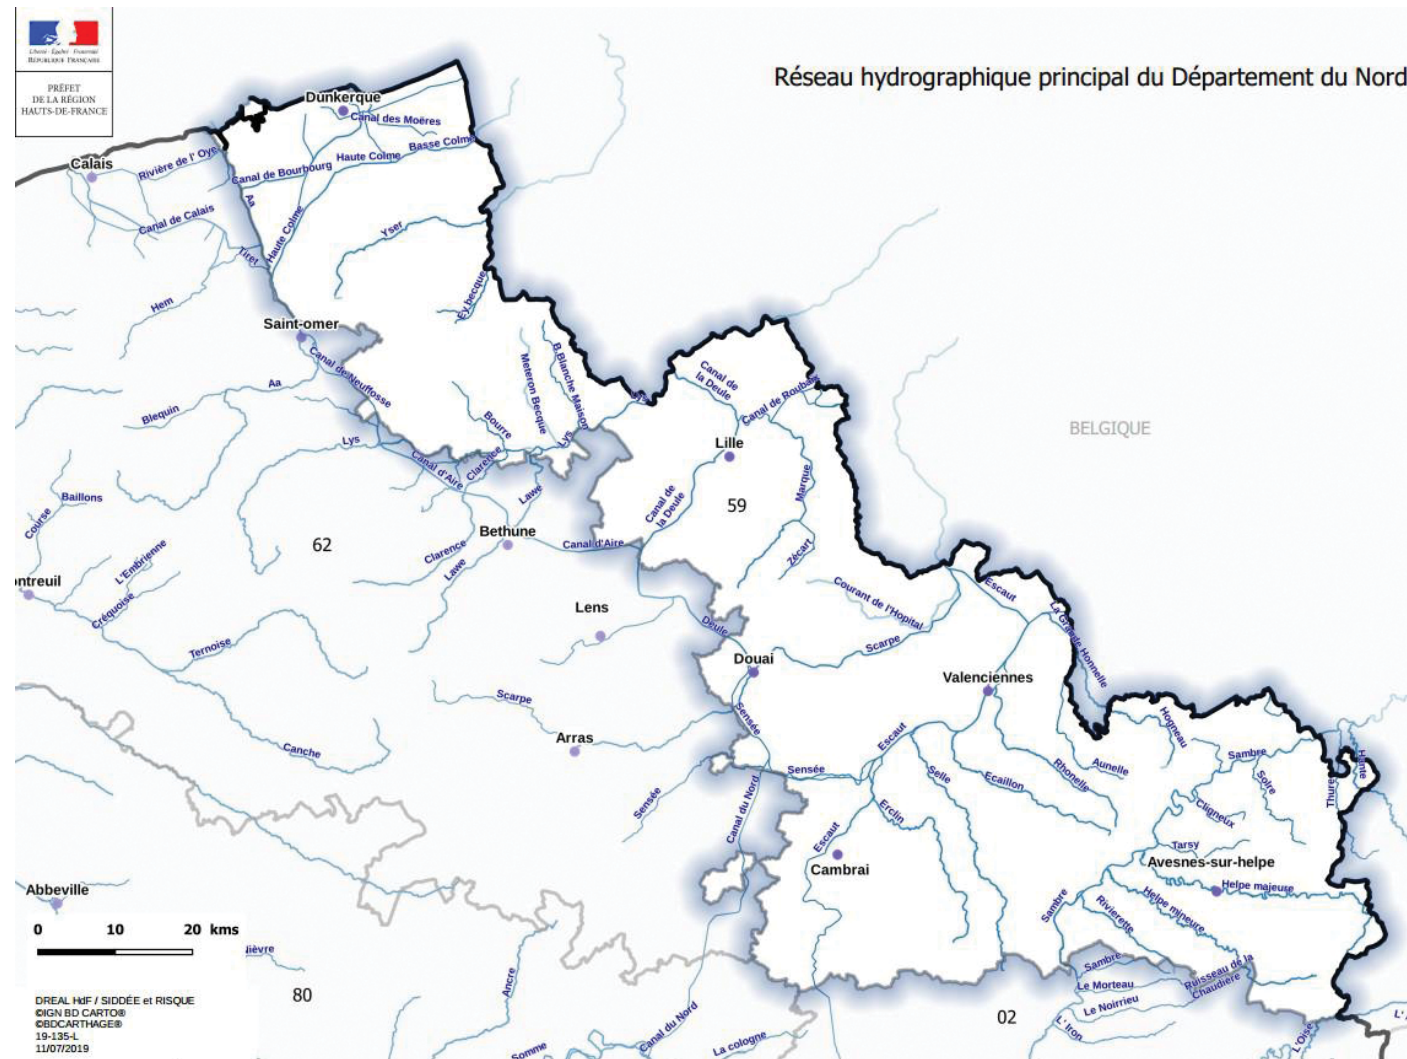 Liberté · Égalité · Fraternité
RÉPUBLIQUE FRANÇAISE
PRÉFET
DE LA RÉGION
HAUTS-DE-FRANCE
Réseau hydrographique principal du Département du Nord
Dunkerque
Canal des Moëres
Calais
Rivière de l' Oye
Canal de Bourbourg
Haute Colme
Basse Colme
Aa
Canal de Calais
Haute Colme
Yser
Tiret
Hem
Ey becque
Saint-omer
Canal de Neuffosse
Aa
Blequin
Meteron Becque
B.Blanche Maison
Bourre
Lys
Lys
Canal de
la Deule
Canal de Roubaix
BELGIQUE
Lys
Canal d'Aire
Clarence
Lille
Lawe
Marque
Canal de
la Deule
59
Baillons
Course
Bethune
Canal d'Aire
62
Clarence
Lawe
Zécart
L'Embrienne
ontreuil
Créquoise
Lens
Courant de l'Hopital
Escaut
La Grande Honnelle
Deule
Scarpe
Ternoise
Douai
Valenciennes
Scarpe
Sensée
Hogneau
Arras
Canche
Escaut
Sambre
Hante
Sensée
Selle
Ecaillon
Rhonelle
Aunelle
Solre
Thure
Sensée
Canal du Nord
Erclin
Cligneux
Escaut
Tarsy
Cambrai
Avesnes-sur-helpe
Abbeville
Helpe majeure
Sambre
Helpe mineure
Rivierette
0 10 20 kms
Nièvre
Ancre
Sambre
Ruisseau de la
Chaudière
Le Morteau
Le Noirrieu
80
02
L' Iron
L'Oise
Canal du Nord
La cologne
Somme
DREAL HdF / SIDDÉE et RISQUE
©IGN BD CARTO®
©BDCARTHAGE®
19-135-L
11/07/2019